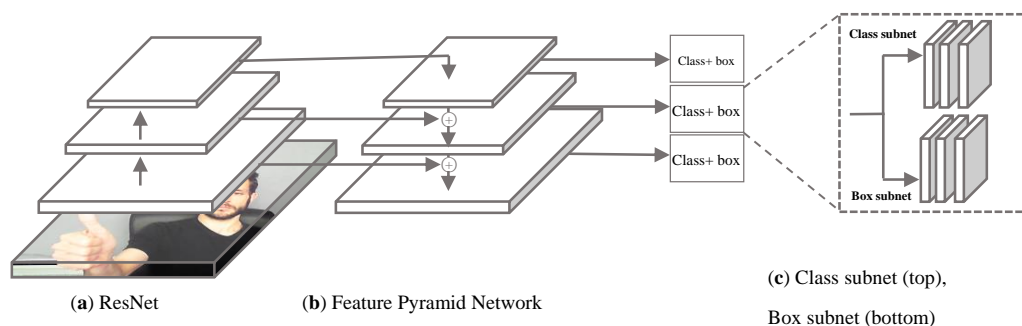 Class subnet
Class+ box
Class+ box
Class+ box
Box subnet
(a) ResNet
(b) Feature Pyramid Network
(c) Class subnet (top),
Box subnet (bottom)